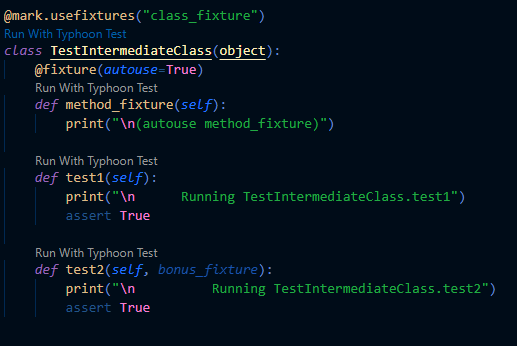 @mark.usefixtures("class_fixture")
Run With Typhoon Test
class TestIntermediateClass(object):
    @fixture(autouse=True)
    Run With Typhoon Test
    def method_fixture(self):
        print("\n(autouse method_fixture)")
    Run With Typhoon Test
    def test1(self):
        print("\n      Running TestIntermediateClass.test1")
        assert True
    Run With Typhoon Test
    def test2(self, bonus_fixture):
        print("\n          Running TestIntermediateClass.test2")
        assert True